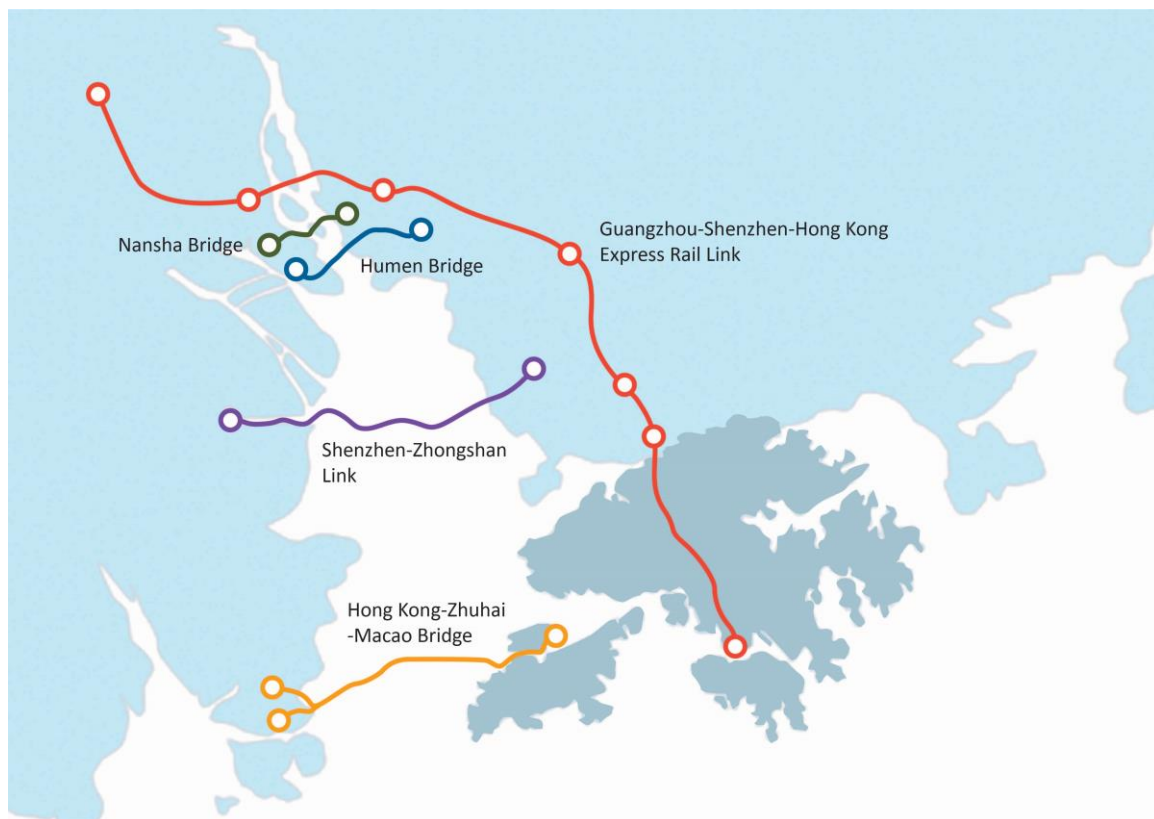 Guangzhou-Shenzhen-Hong Kong
Express Rail Link
Nansha Bridge
Humen Bridge
Shenzhen-Zhongshan
Link
Hong Kong-Zhuhai
-Macao Bridge